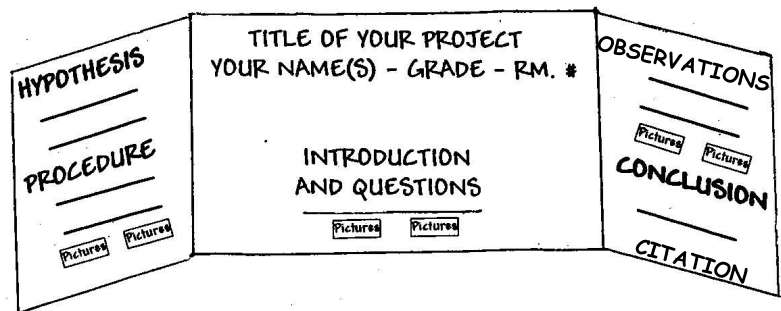 HYPOTHESIS
PROCEDURE
Pictures Pictures
TITLE OF YOUR PROJECT
YOUR NAME(S) - GRADE - RM. #
INTRODUCTION
AND QUESTIONS
Pictures Pictures
OBSERVATIONS
Pictures Pictures
CONCLUSION
CITATION